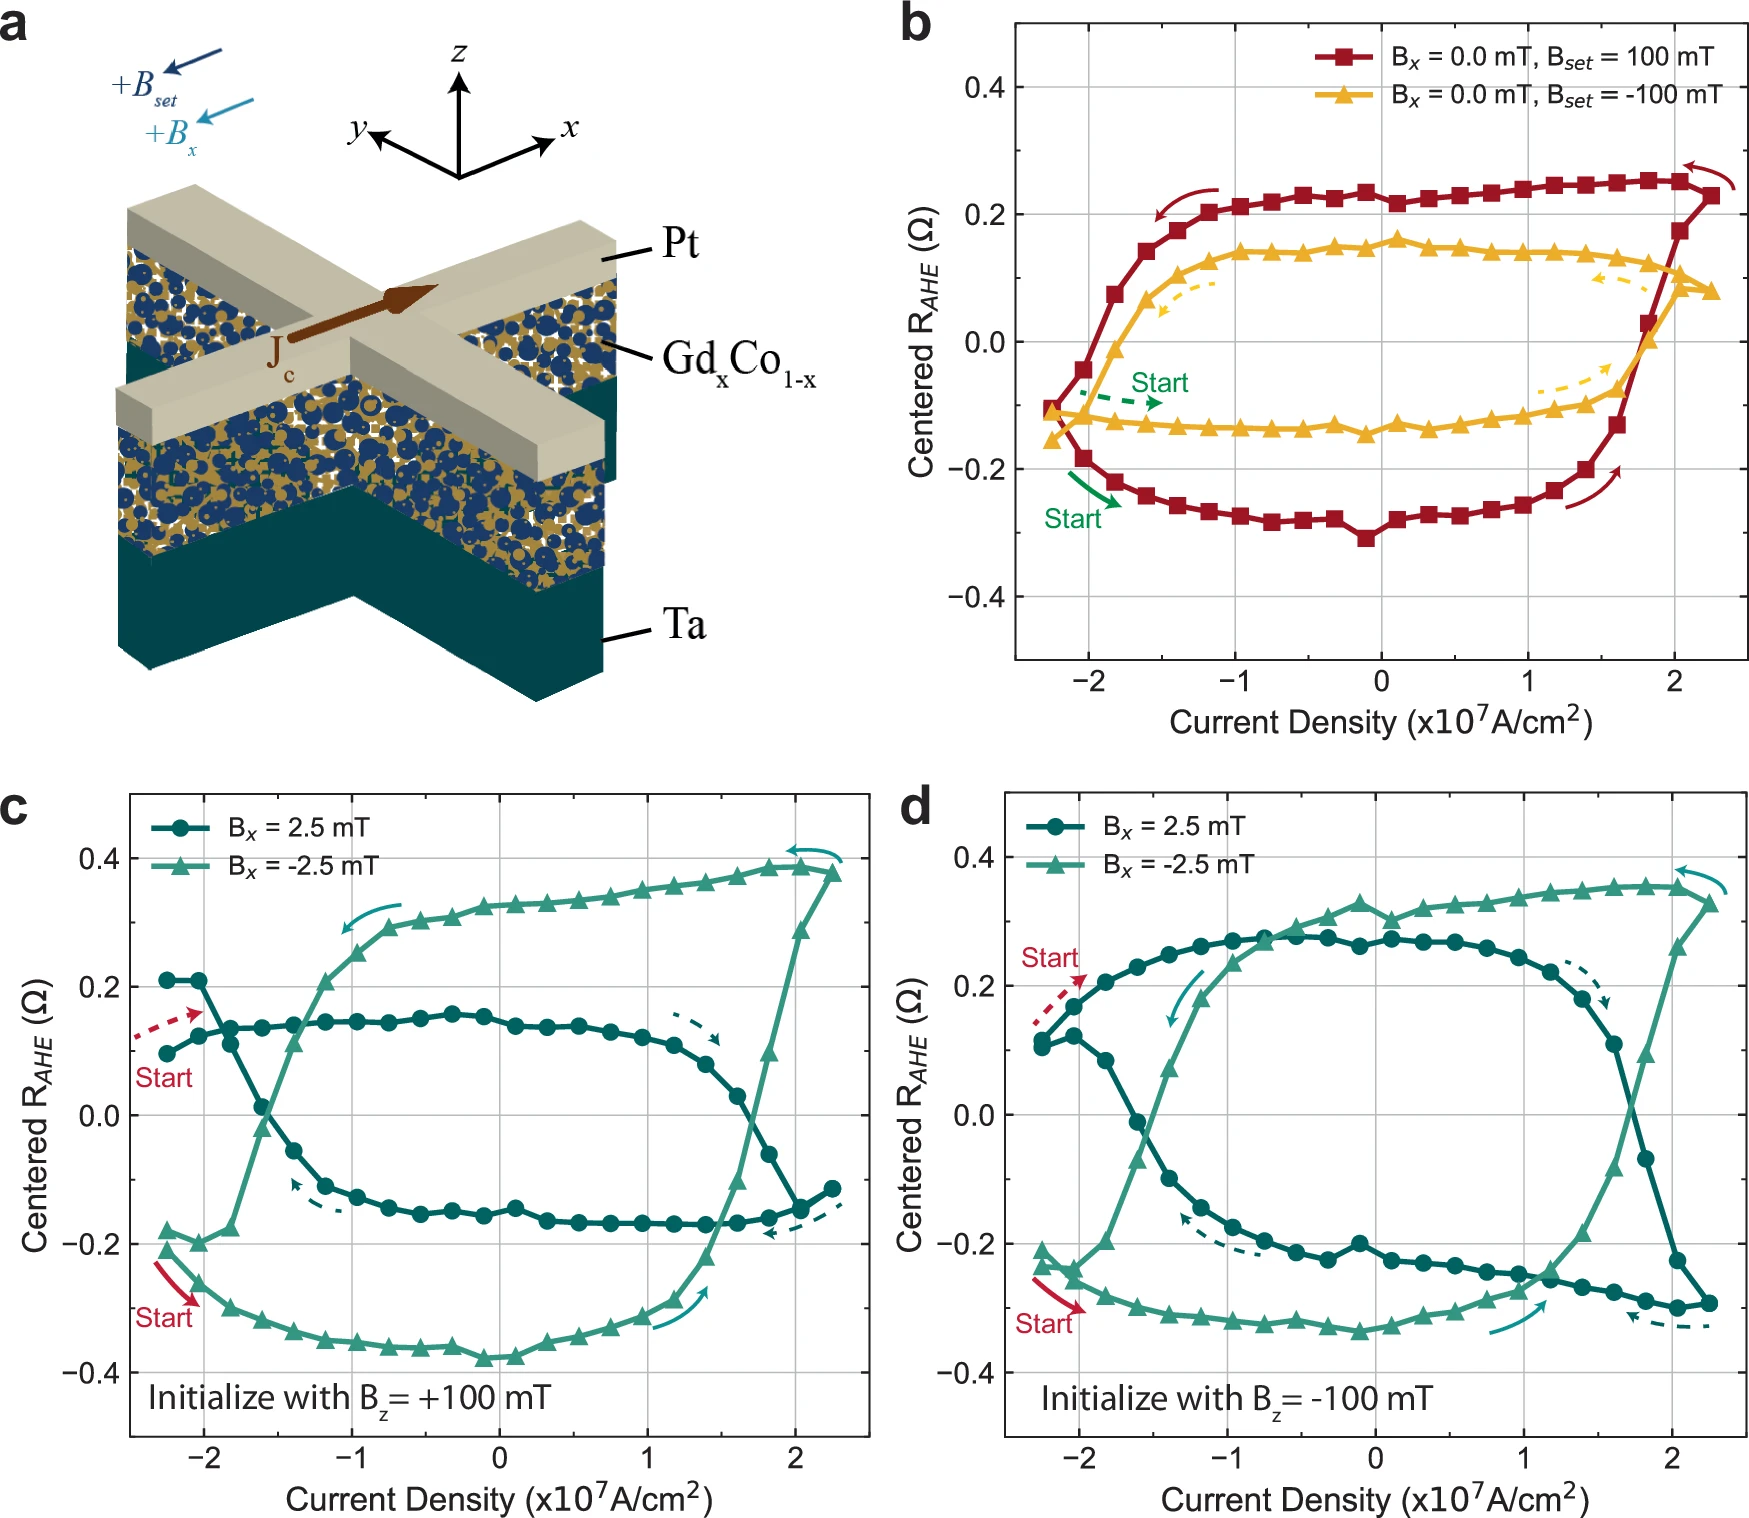 a
+B_set
+B_x
z
y
x
Pt
J_c
Gd_xCo_1-x
Ta
b
B_x = 0.0 mT, B_set = 100 mT
B_x = 0.0 mT, B_set = -100 mT
0.4
0.2
0.0
−0.2
−0.4
Centered R_AHE (Ω)
Start
Start
−2
−1
0
1
2
Current Density (x10^7A/cm^2)
c
B_x = 2.5 mT
B_x = -2.5 mT
0.4
0.2
0.0
−0.2
−0.4
Centered R_AHE (Ω)
Start
Start
Initialize with B_z= +100 mT
−2
−1
0
1
2
Current Density (x10^7A/cm^2)
d
B_x = 2.5 mT
B_x = -2.5 mT
0.4
0.2
0.0
−0.2
−0.4
Centered R_AHE (Ω)
Start
Start
Initialize with B_z= -100 mT
−2
−1
0
1
2
Current Density (x10^7A/cm^2)